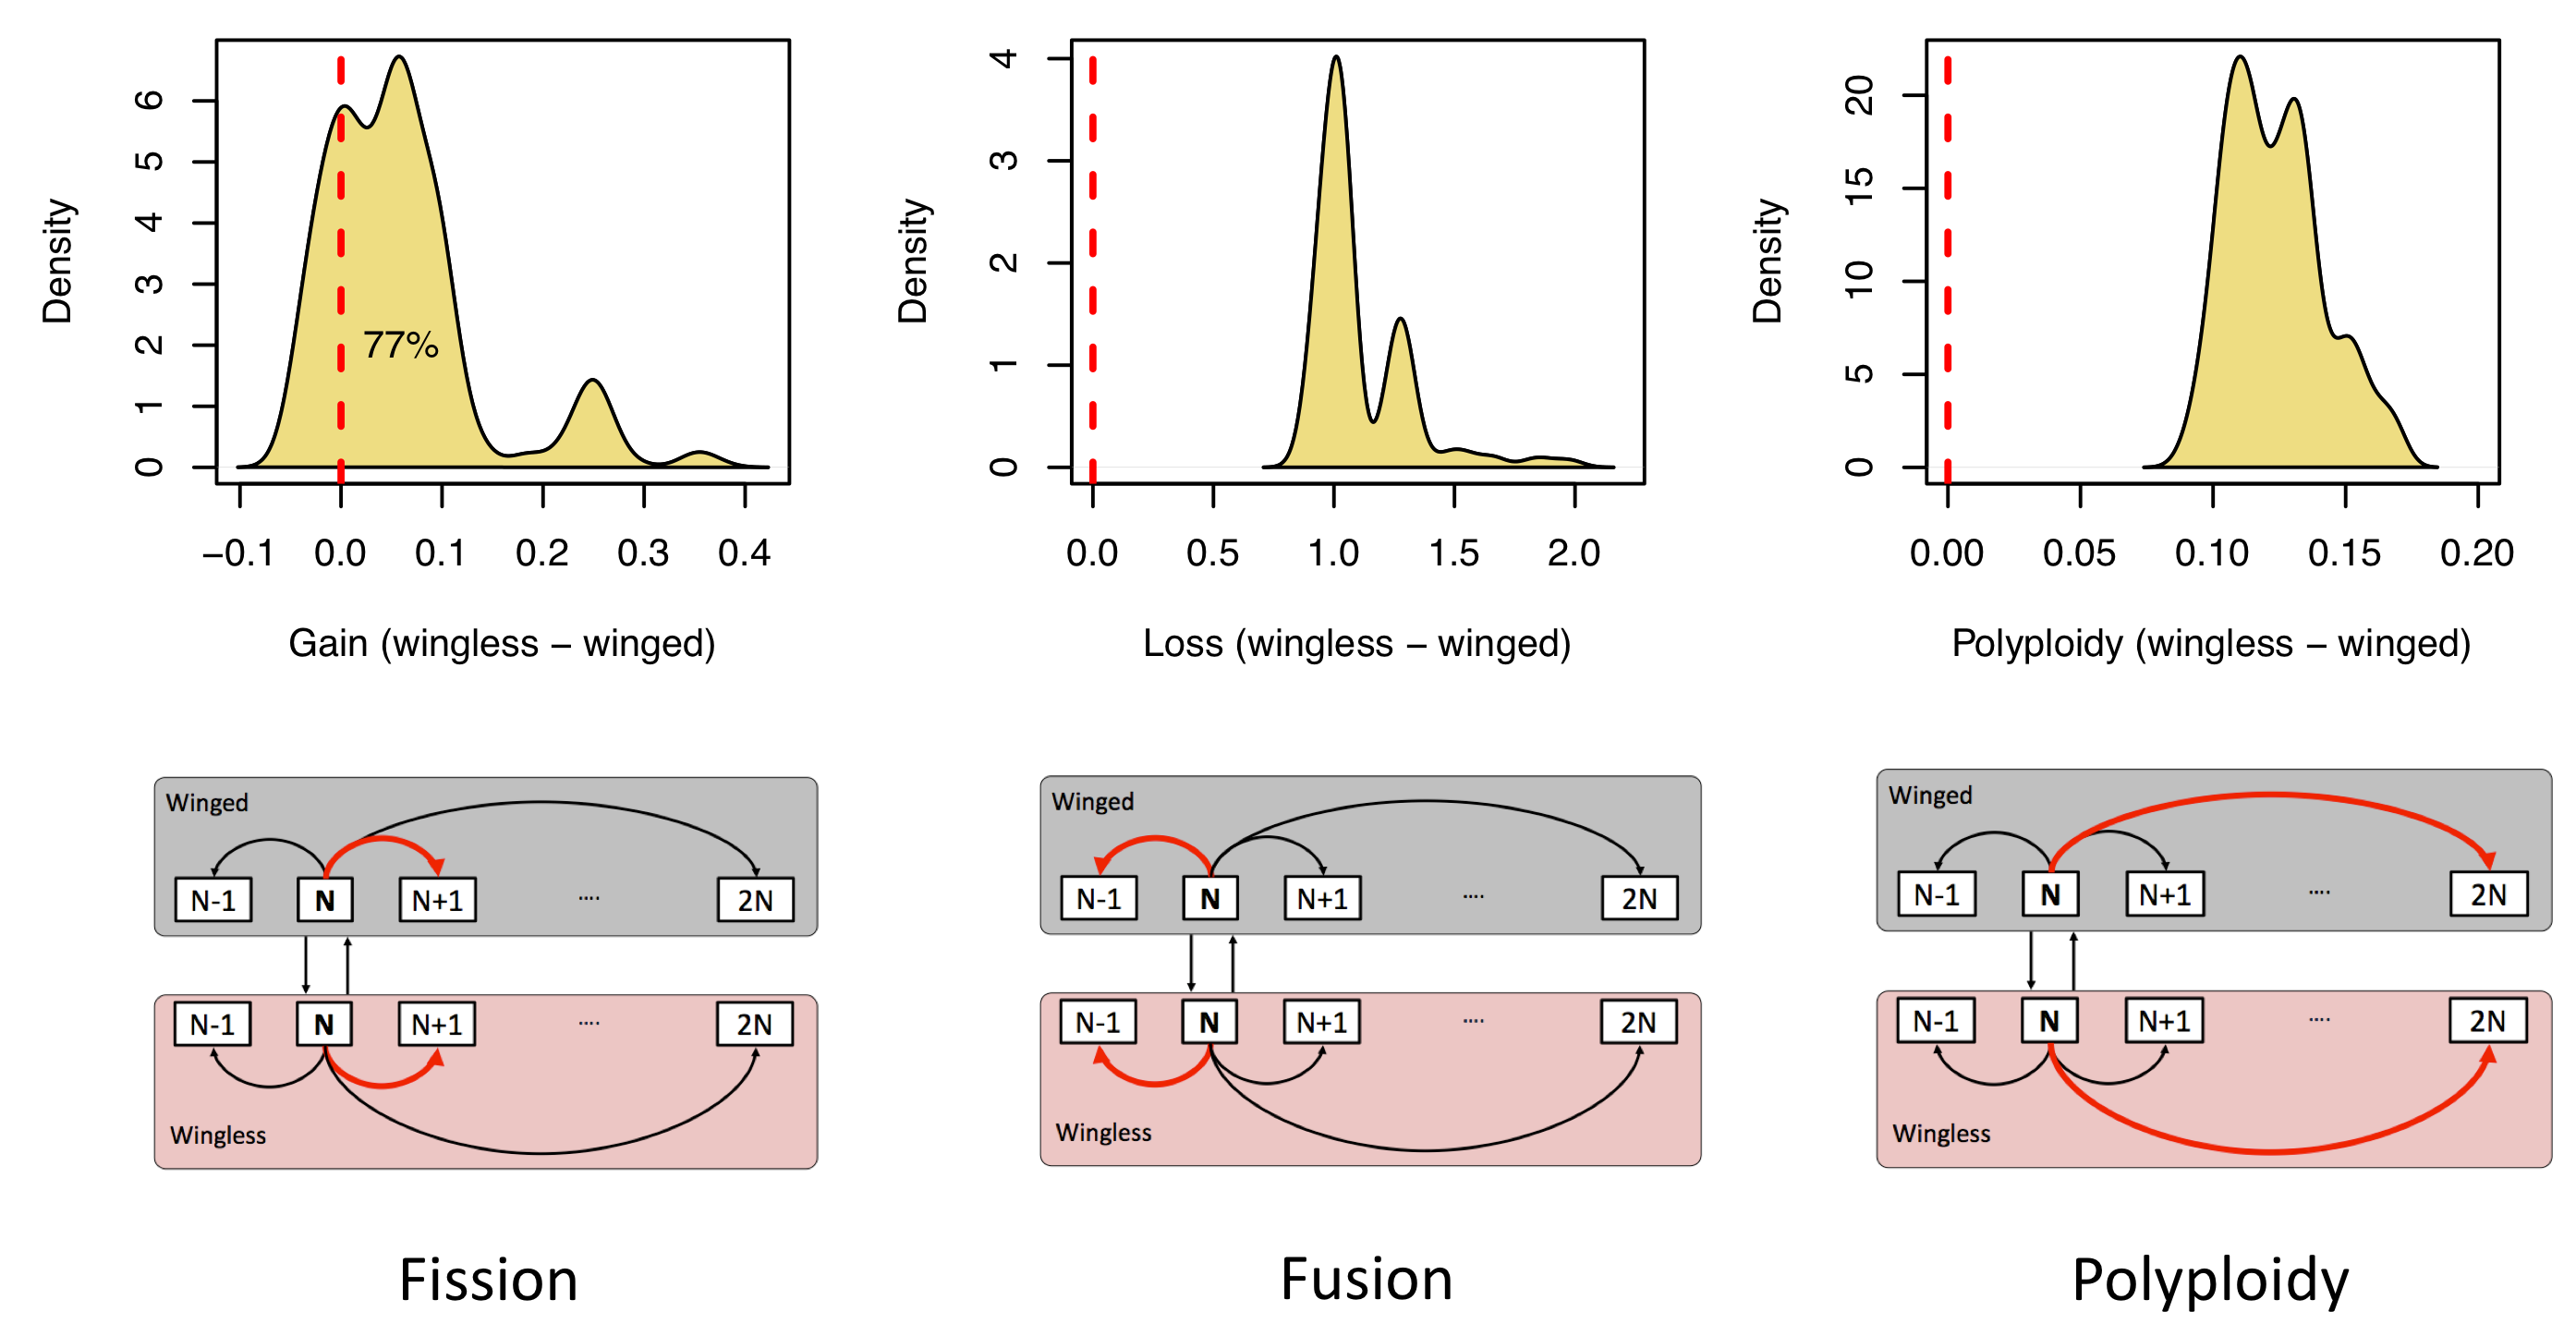 Density
6
5
4
3
2
1
0
77%
−0.1 0.0 0.1 0.2 0.3 0.4
Gain (wingless − winged)
Density
4
3
2
1
0
0.0 0.5 1.0 1.5 2.0
Loss (wingless − winged)
Density
20
15
10
5
0
0.00 0.05 0.10 0.15 0.20
Polyploidy (wingless − winged)
Winged
N-1 N N+1 .... 2N
N-1 N N+1 .... 2N
Wingless
Fission
Winged
N-1 N N+1 .... 2N
N-1 N N+1 .... 2N
Wingless
Fusion
Winged
N-1 N N+1 .... 2N
N-1 N N+1 .... 2N
Wingless
Polyploidy